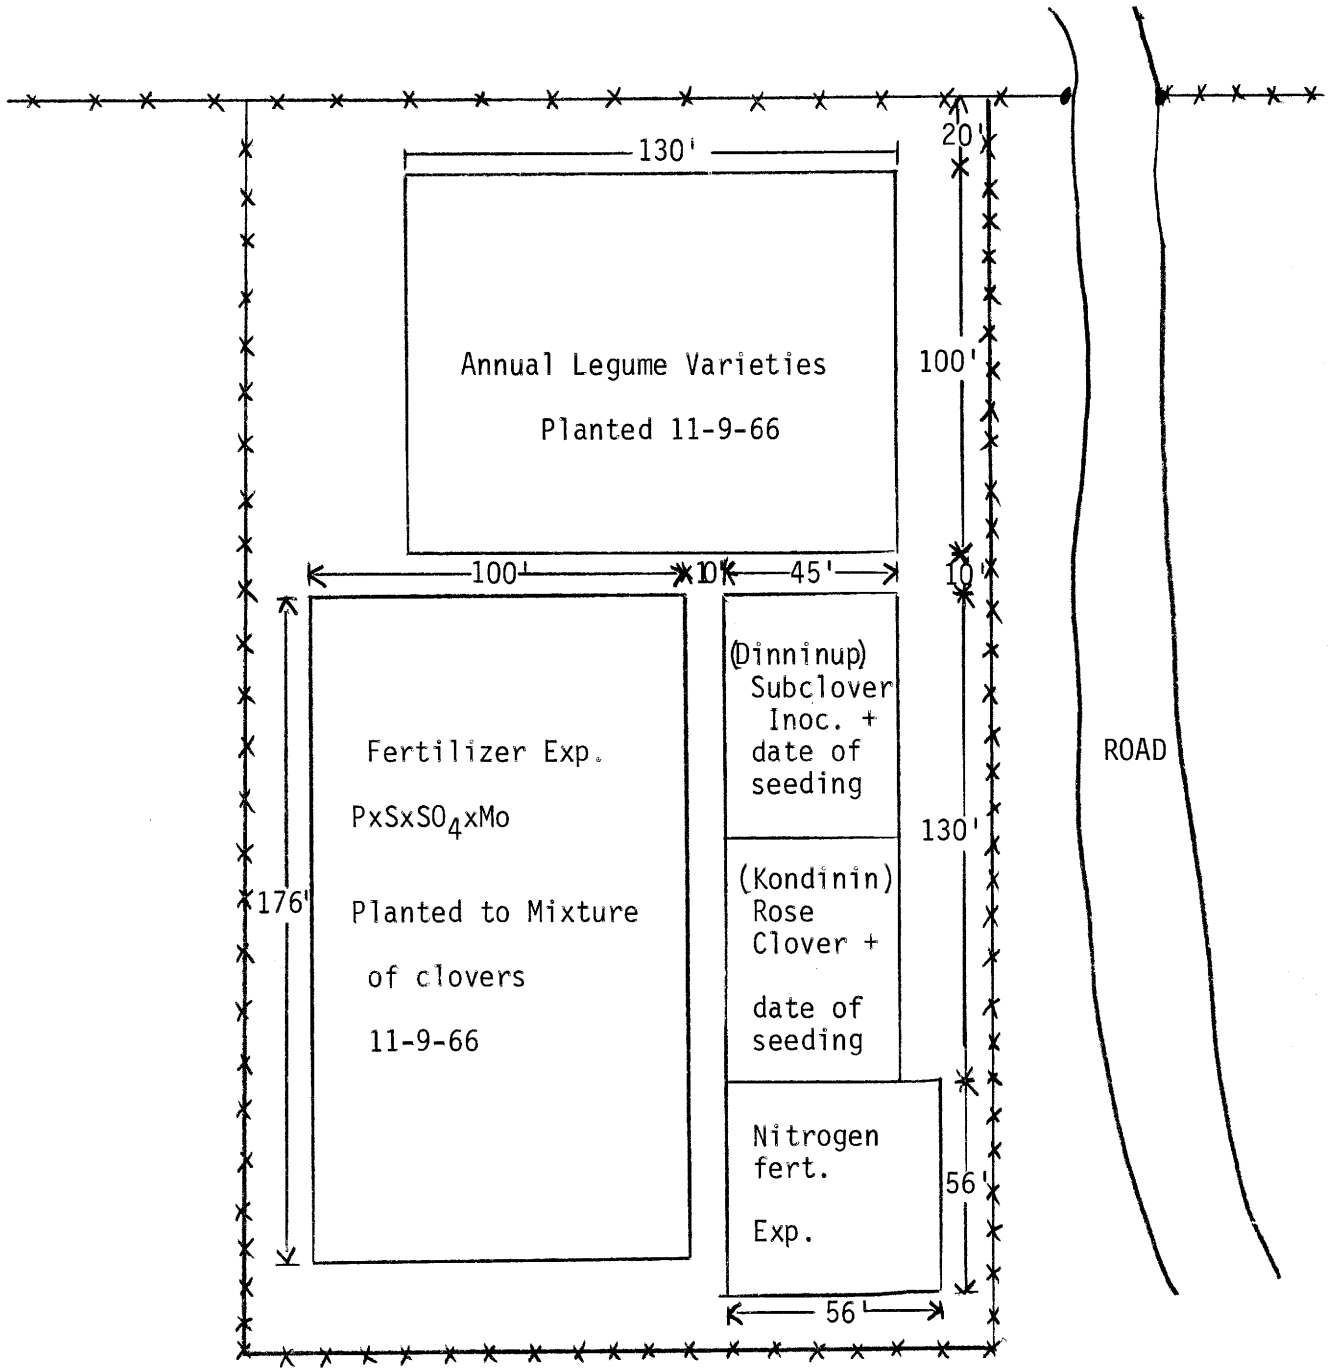 20'
130'
Annual Legume Varieties
Planted 11-9-66
100'
100'
10'
45'
10'
(Dinninup)
Subclover
Inoc. +
date of
seeding
Fertilizer Exp.
PxSxSO4xMo
Planted to Mixture
of clovers
11-9-66
176'
130'
(Kondinin)
Rose
Clover +
date of
seeding
Nitrogen
fert.
Exp.
56'
56'
ROAD